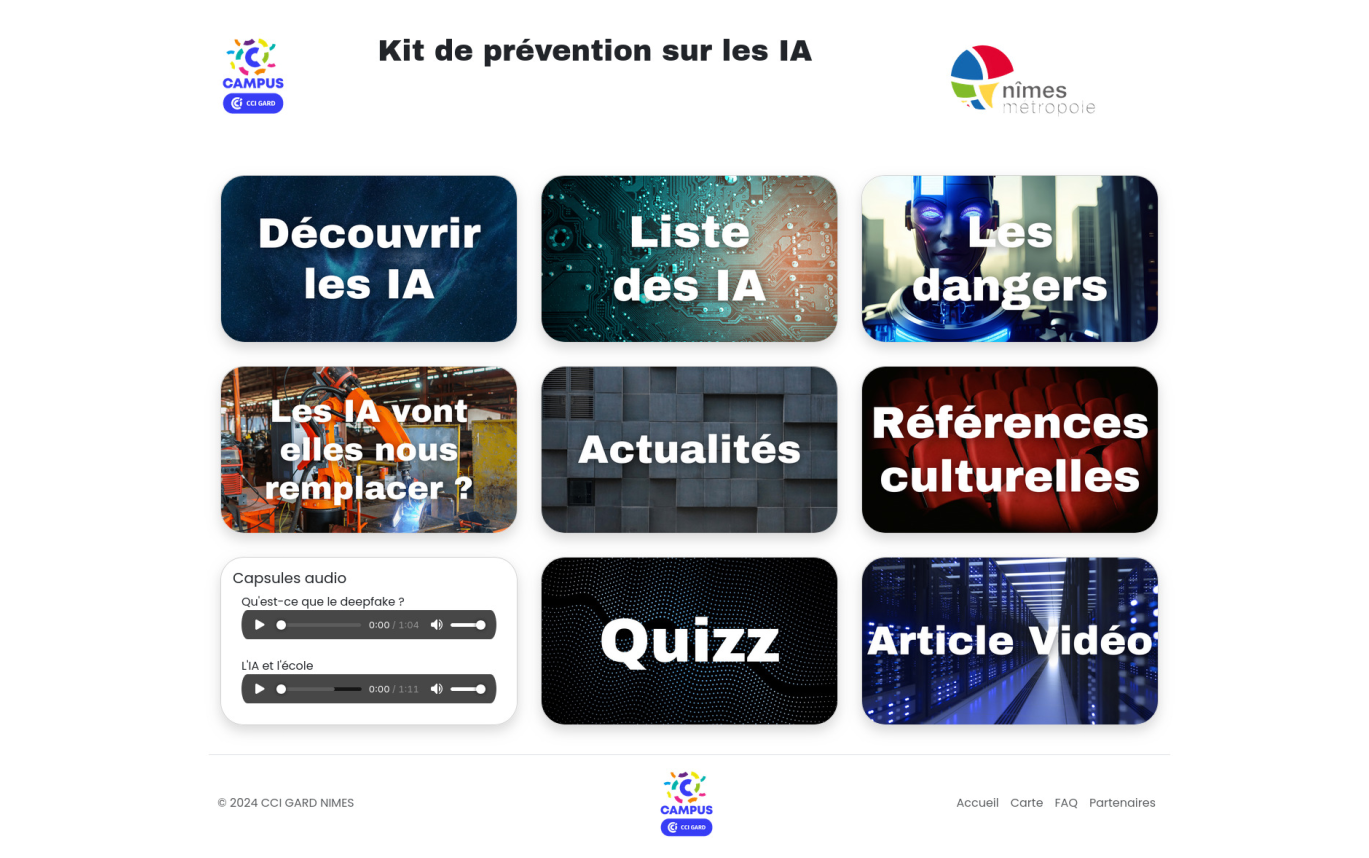 CAMPUS
CCI GARD
Kit de prévention sur les IA
nîmes
métropole
Découvrir
les IA
Liste
des IA
Les
dangers
Les IA vont
elles nous
remplacer ?
Actualités
Références
culturelles
Capsules audio
Qu'est-ce que le deepfake ?
0:00 / 1:04
L'IA et l'école
0:00 / 1:11
Quizz
Article Vidéo
© 2024 CCI GARD NIMES
CAMPUS
CCI GARD
Accueil Carte FAQ Partenaires